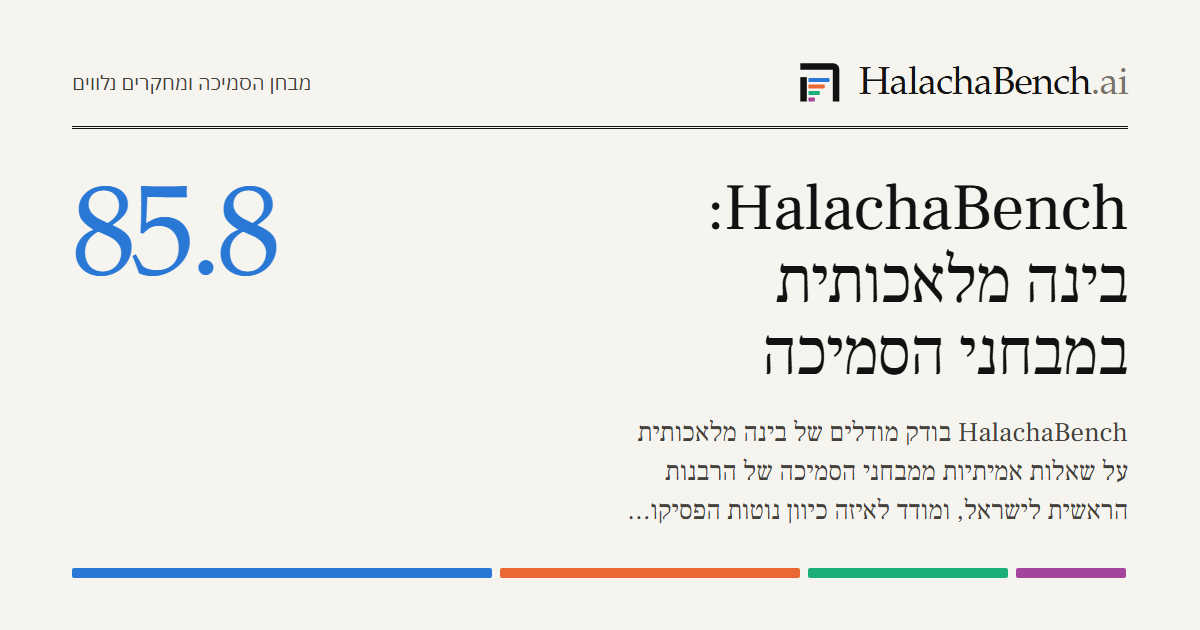 HalachaBench.ai
מבחן הסמיכה ומחקרים נלווים
HalachaBench:
בינה מלאכותית
במבחני הסמיכה
85.8
HalachaBench בודק מודלים של בינה מלאכותית
על שאלות אמיתיות ממבחני הסמיכה של הרבנות
הראשית לישראל, ומודד לאיזה כיוון נוטות הפסיקו...